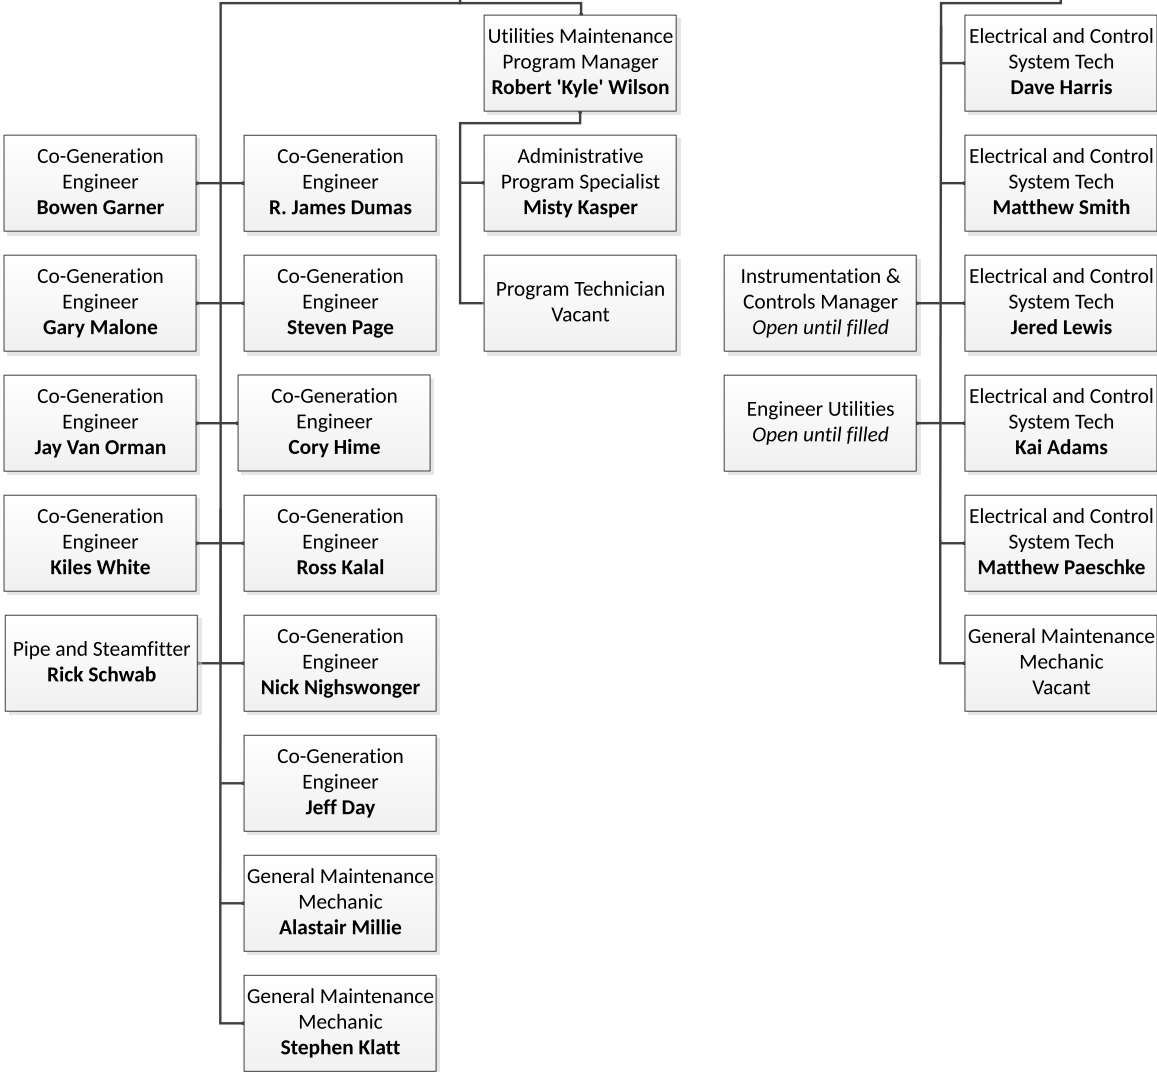 Utilities Maintenance
Program Manager
Robert 'Kyle' Wilson
Electrical and Control
System Tech
Dave Harris
Co-Generation
Engineer
Bowen Garner
Co-Generation
Engineer
R. James Dumas
Administrative
Program Specialist
Misty Kasper
Electrical and Control
System Tech
Matthew Smith
Co-Generation
Engineer
Gary Malone
Co-Generation
Engineer
Steven Page
Program Technician
Vacant
Instrumentation &
Controls Manager
Open until filled
Electrical and Control
System Tech
Jered Lewis
Co-Generation
Engineer
Jay Van Orman
Co-Generation
Engineer
Cory Hime
Engineer Utilities
Open until filled
Electrical and Control
System Tech
Kai Adams
Co-Generation
Engineer
Kiles White
Co-Generation
Engineer
Ross Kalal
Electrical and Control
System Tech
Matthew Paeschke
Pipe and Steamfitter
Rick Schwab
Co-Generation
Engineer
Nick Nighswonger
General Maintenance
Mechanic
Vacant
Co-Generation
Engineer
Jeff Day
General Maintenance
Mechanic
Alastair Millie
General Maintenance
Mechanic
Stephen Klatt